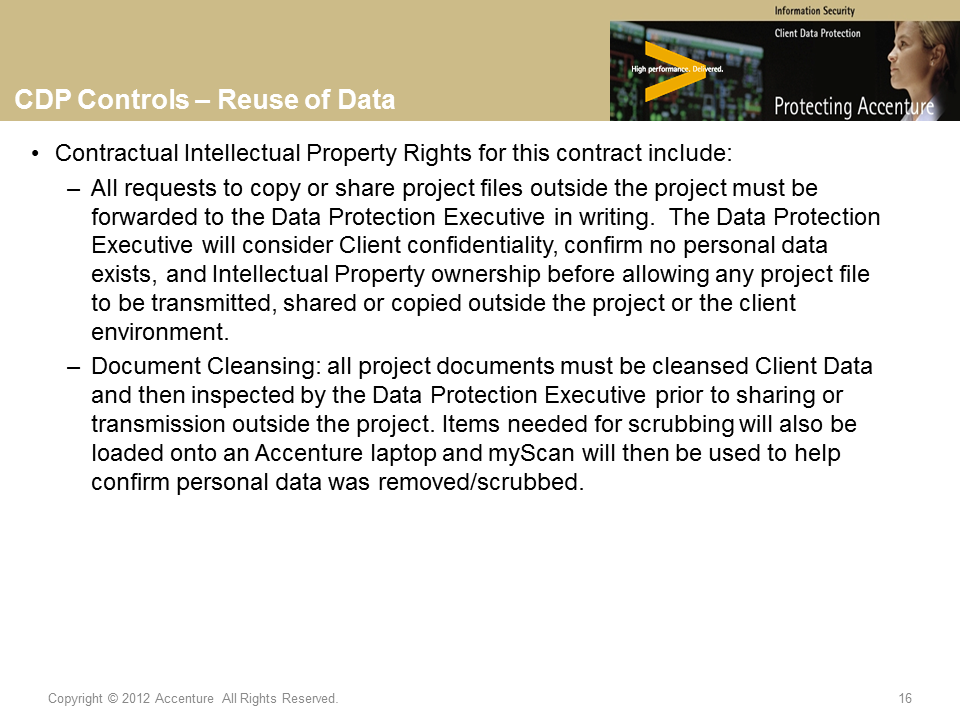 Information Security
Client Data Protection
High performance. Delivered.
Protecting Accenture
CDP Controls – Reuse of Data
• Contractual Intellectual Property Rights for this contract include:
– All requests to copy or share project files outside the project must be
forwarded to the Data Protection Executive in writing.  The Data Protection
Executive will consider Client confidentiality, confirm no personal data
exists, and Intellectual Property ownership before allowing any project file
to be transmitted, shared or copied outside the project or the client
environment.
– Document Cleansing: all project documents must be cleansed Client Data
and then inspected by the Data Protection Executive prior to sharing or
transmission outside the project. Items needed for scrubbing will also be
loaded onto an Accenture laptop and myScan will then be used to help
confirm personal data was removed/scrubbed.
Copyright © 2012 Accenture  All Rights Reserved.
16